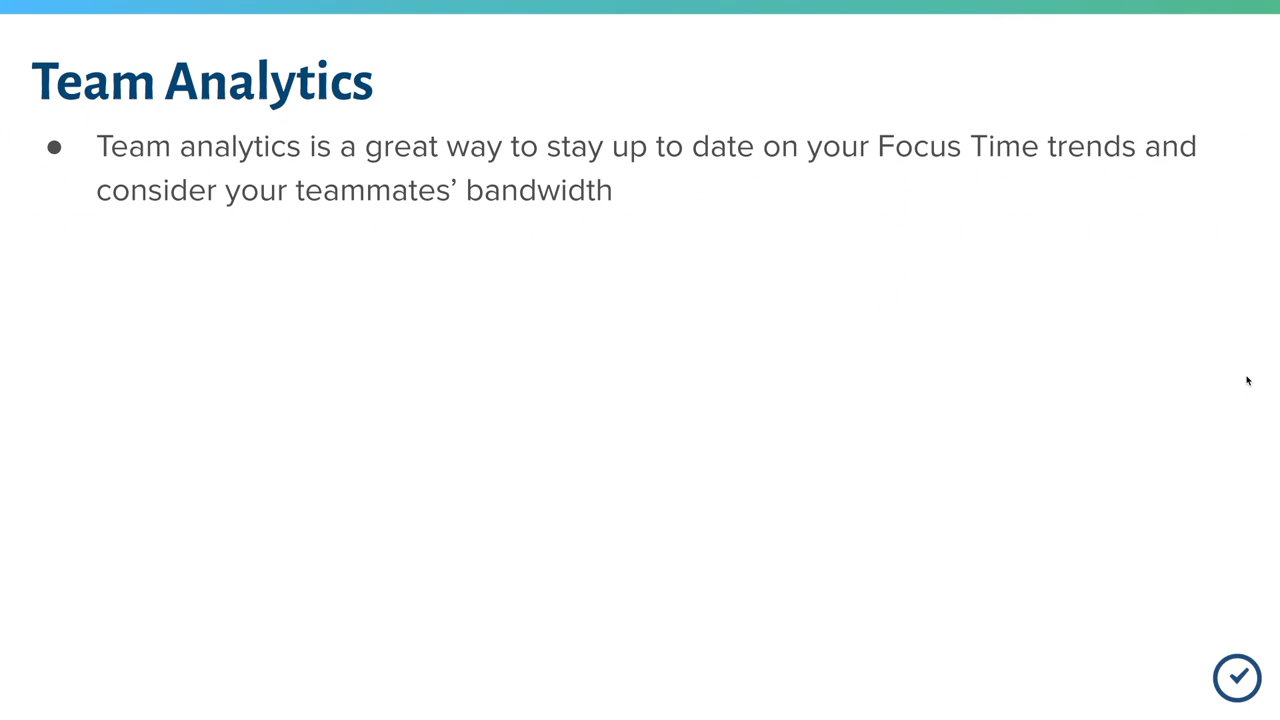 Team Analytics
● Team analytics is a great way to stay up to date on your Focus Time trends and
consider your teammates’ bandwidth